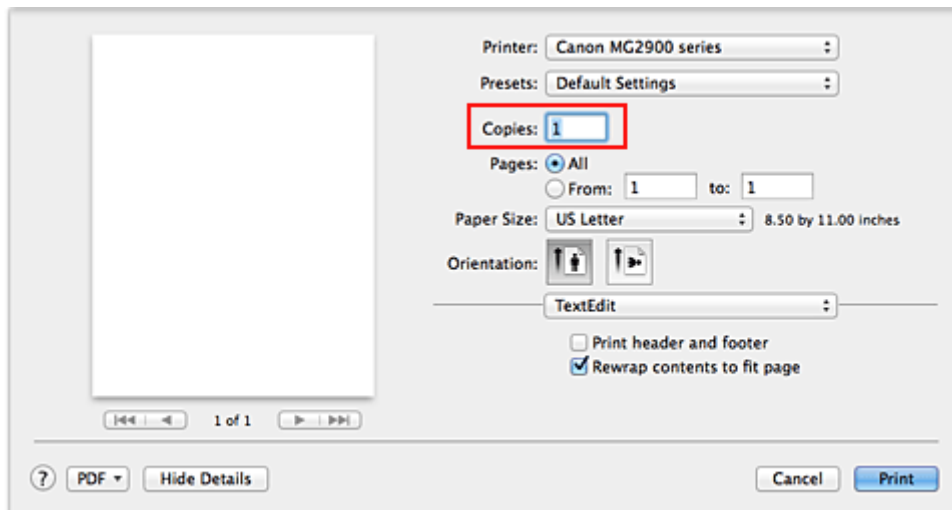 Printer: Canon MG2900 series
Presets: Default Settings
Copies: 1
Pages: All
From: 1 to: 1
Paper Size: US Letter 8.50 by 11.00 inches
Orientation:
TextEdit
Print header and footer
Rewrap contents to fit page
1 of 1
? PDF Hide Details Cancel Print